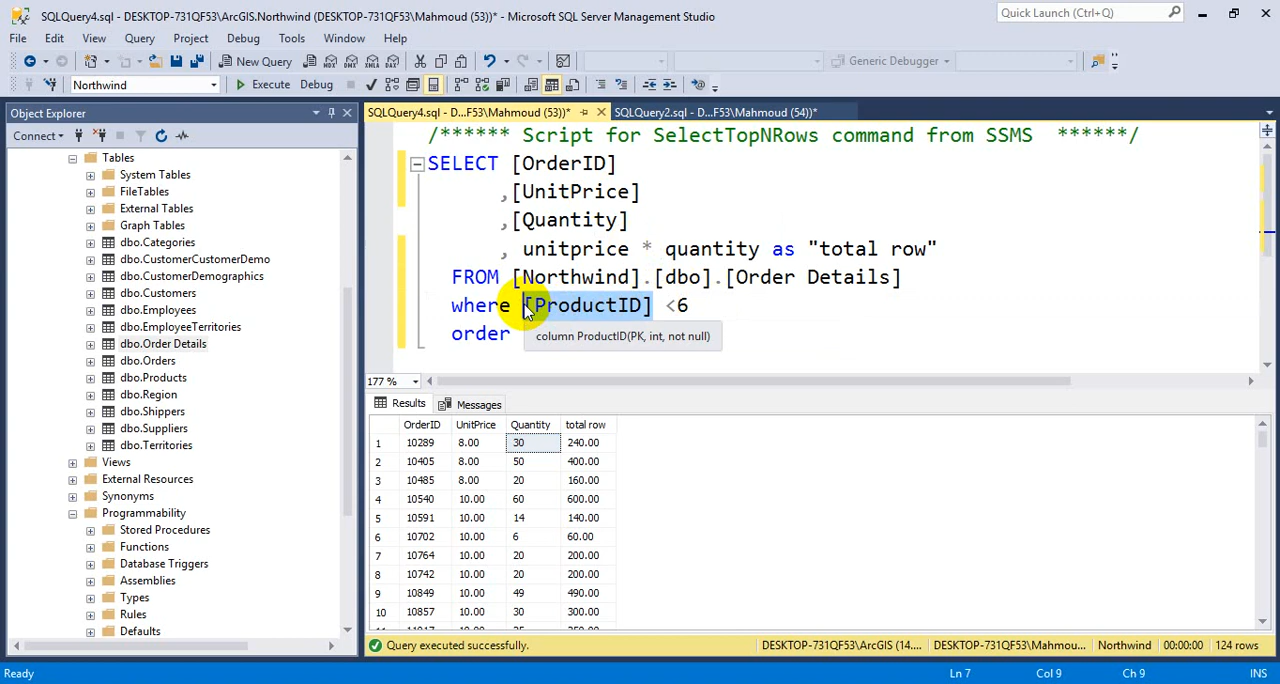 SQLQuery4.sql - DESKTOP-731QF53\ArcGIS.Northwind (DESKTOP-731QF53\Mahmoud (53))* - Microsoft SQL Server Management Studio
Quick Launch (Ctrl+Q)
File Edit View Query Project Debug Tools Window Help
New Query
MDX DMX XMLA DAX
Generic Debugger
Northwind
Execute Debug
Object Explorer
SQLQuery4.sql - D...F53\Mahmoud (53))*
SQLQuery2.sql - D...F53\Mahmoud (54))*
Connect
Tables
System Tables
FileTables
External Tables
Graph Tables
dbo.Categories
dbo.CustomerCustomerDemo
dbo.CustomerDemographics
dbo.Customers
dbo.Employees
dbo.EmployeeTerritories
dbo.Order Details
dbo.Orders
dbo.Products
dbo.Region
dbo.Shippers
dbo.Suppliers
dbo.Territories
Views
External Resources
Synonyms
Programmability
Stored Procedures
Functions
Database Triggers
Assemblies
Types
Rules
Defaults
/****** Script for SelectTopNRows command from SSMS ******/
SELECT [OrderID]
,[UnitPrice]
,[Quantity]
, unitprice * quantity as "total row"
FROM [Northwind].[dbo].[Order Details]
where [ProductID] <6
order
column ProductID(PK, int, not null)
177 %
Results Messages
OrderID UnitPrice Quantity total row
1 10289 8.00 30 240.00
2 10405 8.00 50 400.00
3 10485 8.00 20 160.00
4 10540 10.00 60 600.00
5 10591 10.00 14 140.00
6 10702 10.00 6 60.00
7 10764 10.00 20 200.00
8 10742 10.00 20 200.00
9 10849 10.00 49 490.00
10 10857 10.00 30 300.00
Query executed successfully.
DESKTOP-731QF53\ArcGIS (14.... DESKTOP-731QF53\Mahmou... Northwind 00:00:00 124 rows
Ready
Ln 7 Col 9 Ch 9 INS